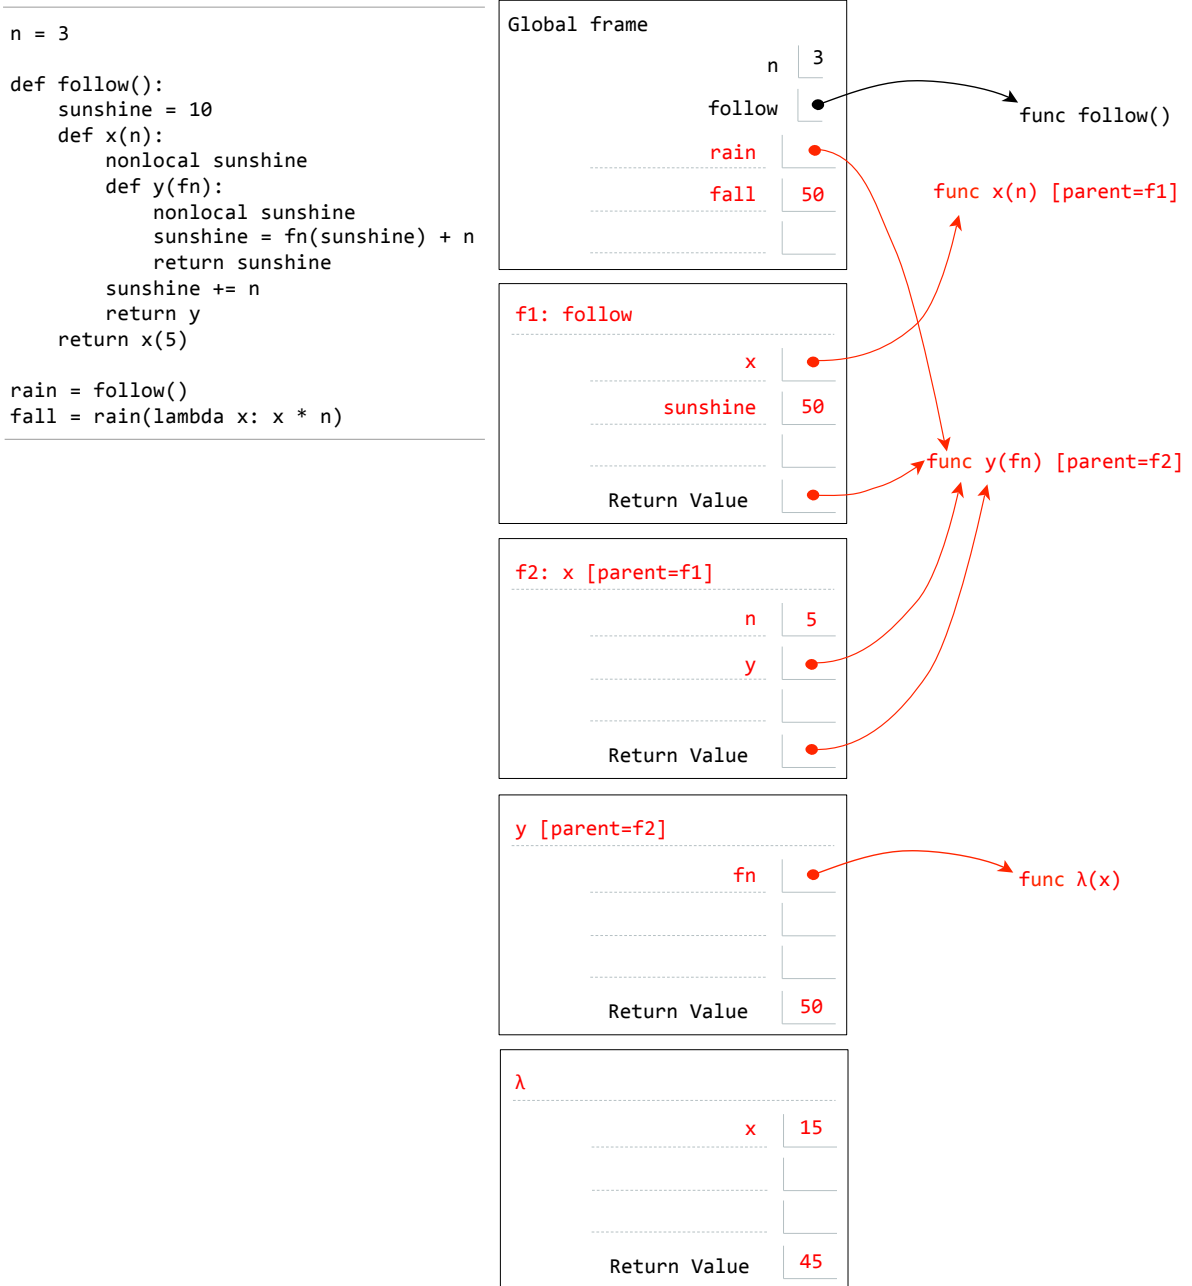 n = 3
def follow():
    sunshine = 10
    def x(n):
        nonlocal sunshine
        def y(fn):
            nonlocal sunshine
            sunshine = fn(sunshine) + n
            return sunshine
        sunshine += n
        return y
    return x(5)
rain = follow()
fall = rain(lambda x: x * n)
Global frame
n 3
follow
func follow()
rain
fall 50
func x(n) [parent=f1]
f1: follow
x
sunshine 50
func y(fn) [parent=f2]
Return Value
f2: x [parent=f1]
n 5
y
Return Value
y [parent=f2]
fn
func λ(x)
Return Value 50
λ
x 15
Return Value 45